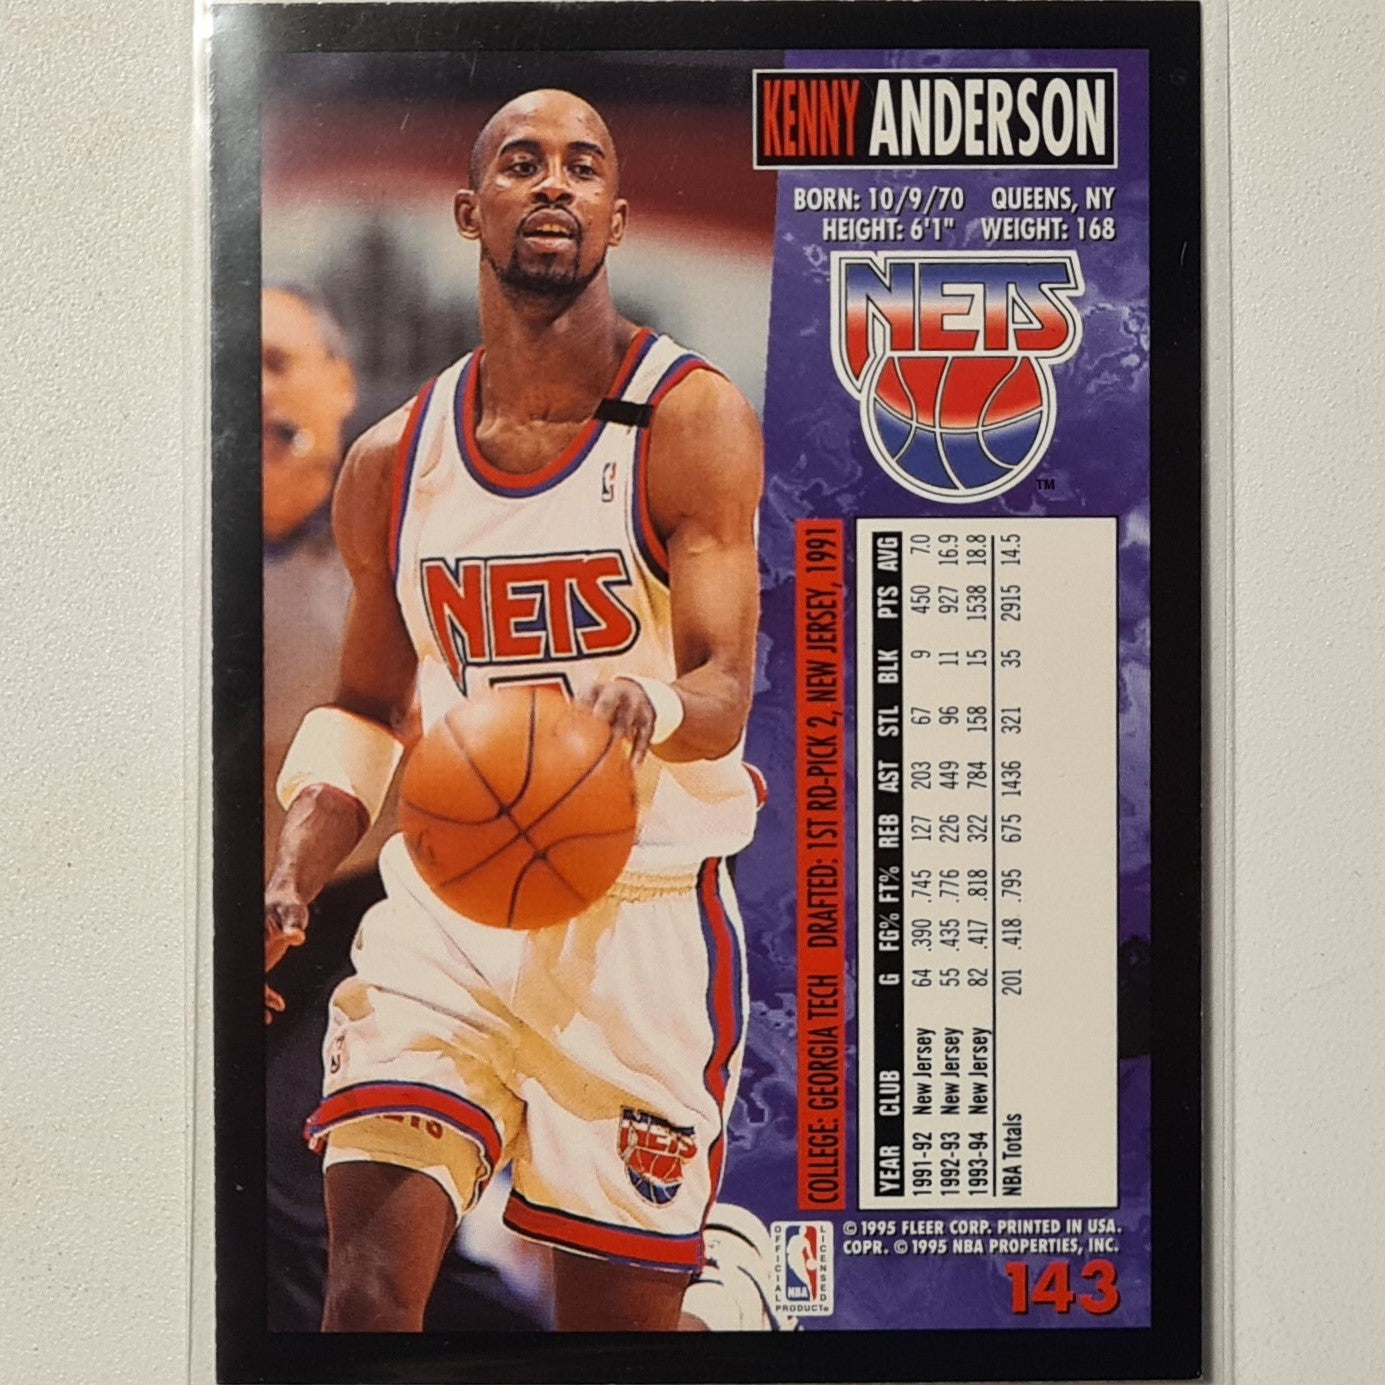 KENNY ANDERSON
BORN: 10/9/70 QUEENS, NY
HEIGHT: 6'1" WEIGHT: 168
NETS
TM
NETS
NETS
COLLEGE: GEORGIA TECH DRAFTED: 1ST RD-PICK 2, NEW JERSEY, 1991
YEAR CLUB G FG% FT% REB AST STL BLK PTS AVG
1991-92 New Jersey 64 .390 .745 127 203 67 9 450 7.0
1992-93 New Jersey 55 .435 .776 226 449 96 11 927 16.9
1993-94 New Jersey 82 .417 .818 322 784 158 15 1538 18.8
NBA Totals 201 .418 .795 675 1436 321 35 2915 14.5
OFFICIAL LICENSED
NBA
PRODUCT®
© 1995 FLEER CORP. PRINTED IN USA.
COPR. © 1995 NBA PROPERTIES, INC.
143